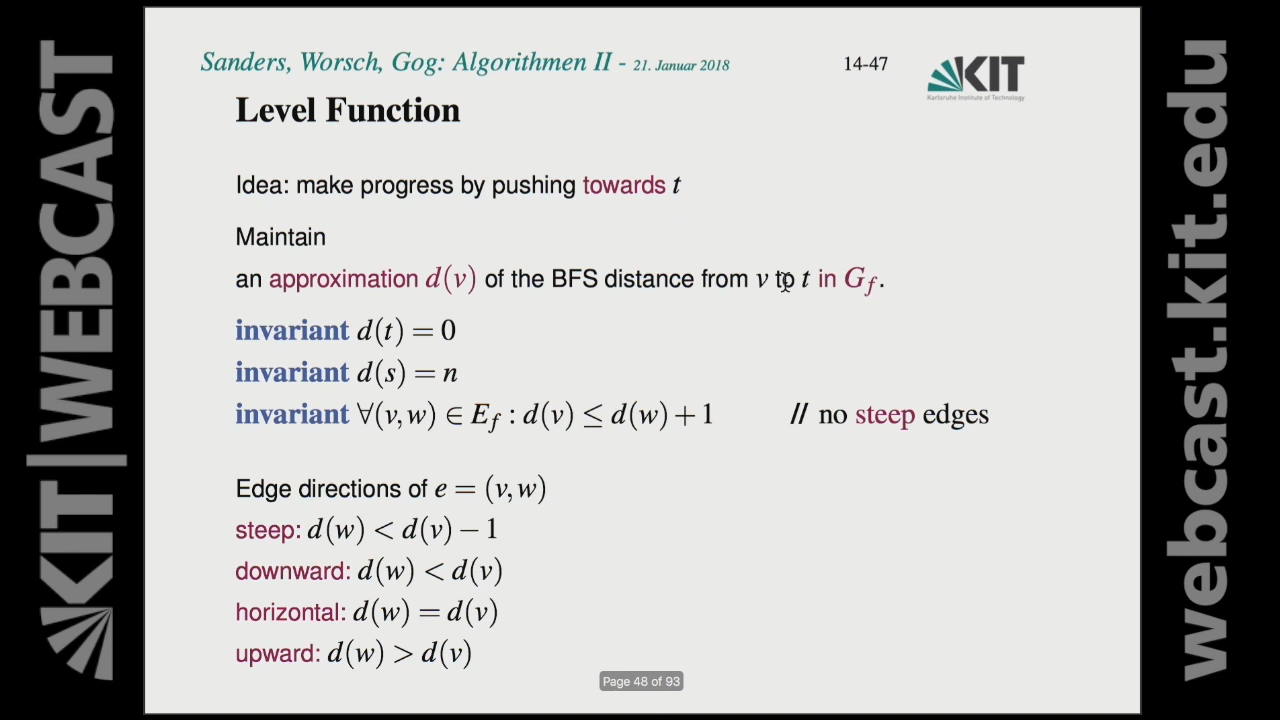 KIT|WEBCAST
Sanders, Worsch, Gog: Algorithmen II - 21. Januar 2018
14-47
KIT
Karlsruhe Institute of Technology
Level Function
Idea: make progress by pushing towards t
Maintain
an approximation d(v) of the BFS distance from v to t in G_f.
invariant d(t) = 0
invariant d(s) = n
invariant ∀(v,w) ∈ E_f : d(v) ≤ d(w) + 1 // no steep edges
Edge directions of e = (v,w)
steep: d(w) < d(v) − 1
downward: d(w) < d(v)
horizontal: d(w) = d(v)
upward: d(w) > d(v)
Page 48 of 93
webcast.kit.edu